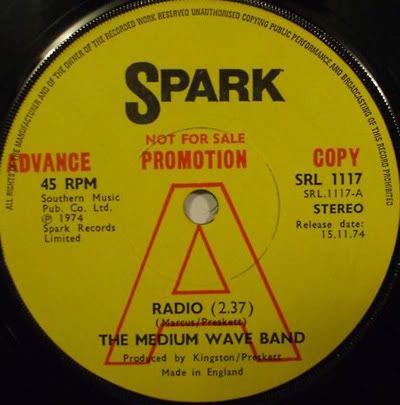 ALL RIGHTS OF THE MANUFACTURER AND OF THE OWNER OF THE RECORDED WORK RESERVED UNAUTHORISED COPYING PUBLIC PERFORMANCE AND BROADCASTING OF THIS RECORD
SPARK
NOT FOR SALE
ADVANCE PROMOTION COPY
45 RPM
Southern Music
Pub. Co. Ltd.
Ⓟ 1974
Spark Records
Limited
SRL 1117
SRL.1117-A
STEREO
Release date:
15.11.74
A
RADIO (2.37)
(Marcus/Preskett)
THE MEDIUM WAVE BAND
Produced by Kingston/Preskett
Made in England